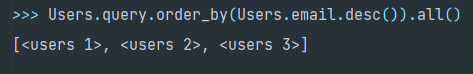 >>> Users.query.order_by(Users.email.desc()).all()
[<users 1>, <users 2>, <users 3>]